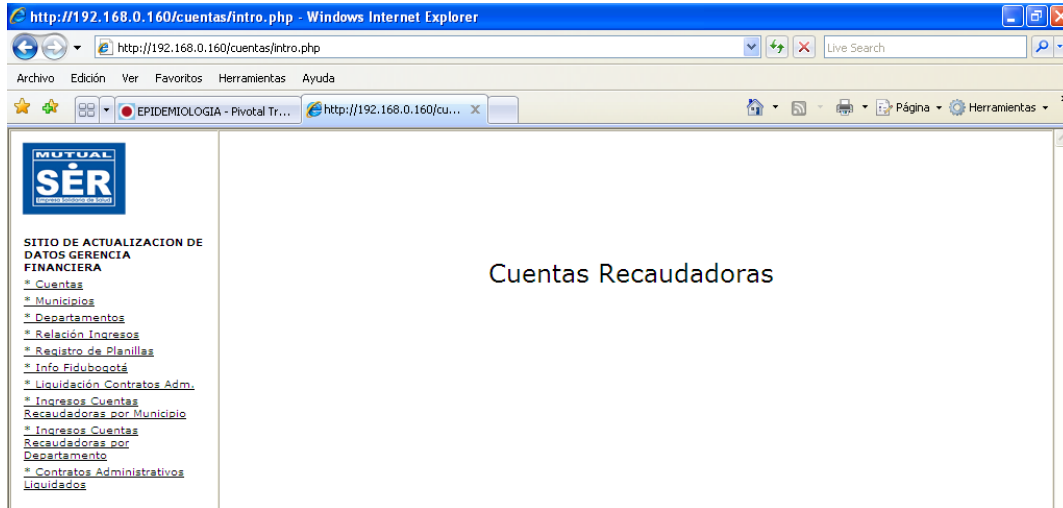 http://192.168.0.160/cuentas/intro.php - Windows Internet Explorer
http://192.168.0.160/cuentas/intro.php
Live Search
Archivo Edición Ver Favoritos Herramientas Ayuda
EPIDEMIOLOGIA - Pivotal Tr...
http://192.168.0.160/cu...
Página
Herramientas
MUTUAL
SER
Empresa Solidaria de Salud
SITIO DE ACTUALIZACION DE
DATOS GERENCIA
FINANCIERA
* Cuentas
* Municipios
* Departamentos
* Relación Ingresos
* Registro de Planillas
* Info Fidubogotá
* Liquidación Contratos Adm.
* Ingresos Cuentas
Recaudadoras por Municipio
* Ingresos Cuentas
Recaudadoras por
Departamento
* Contratos Administrativos
Liquidados
Cuentas Recaudadoras